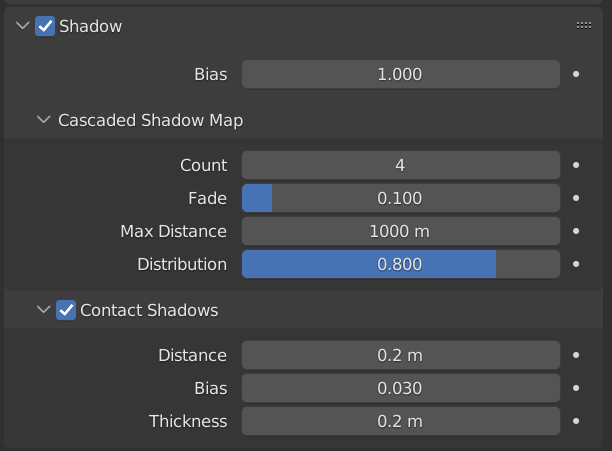 Shadow
Bias 1.000
Cascaded Shadow Map
Count 4
Fade 0.100
Max Distance 1000 m
Distribution 0.800
Contact Shadows
Distance 0.2 m
Bias 0.030
Thickness 0.2 m